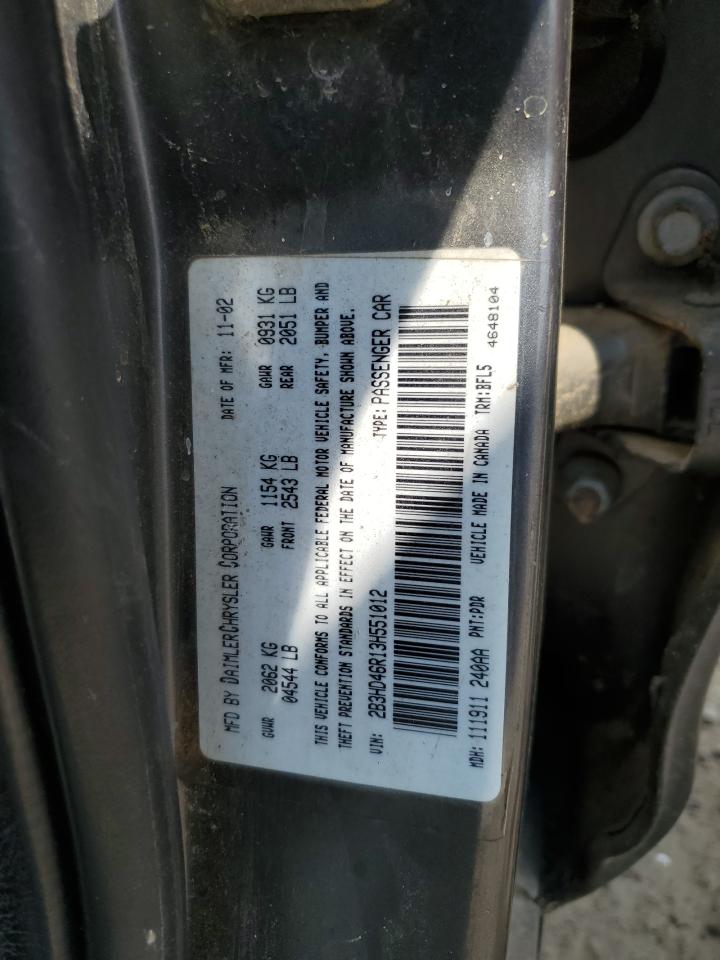 MFD BY DAIMLERCHRYSLER CORPORATION DATE OF MFR: 11-02
GVWR 2062 KG GAWR 1154 KG GAWR 0931 KG
04544 LB FRONT 2543 LB REAR 2051 LB
THIS VEHICLE CONFORMS TO ALL APPLICABLE FEDERAL MOTOR VEHICLE SAFETY, BUMPER AND
THEFT PREVENTION STANDARDS IN EFFECT ON THE DATE OF MANUFACTURE SHOWN ABOVE.
VIN: 2B3HD46R13H551012 TYPE: PASSENGER CAR
MDH: 111911 240AA PNT:PDR VEHICLE MADE IN CANADA TRM:BFL5
4648104